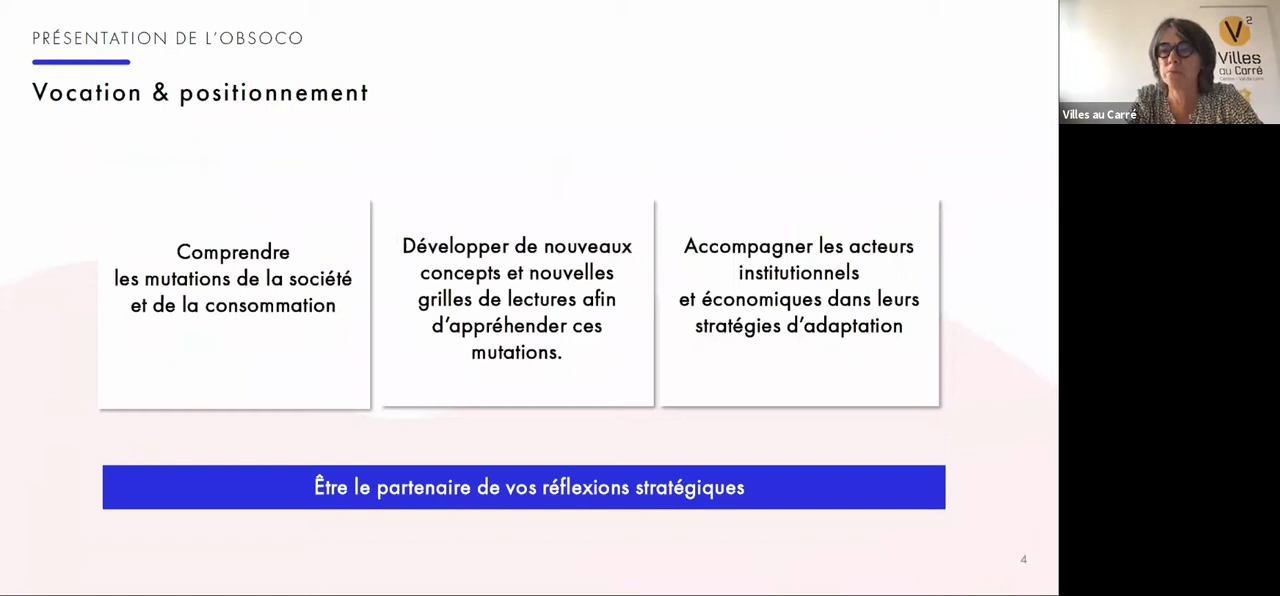 PRÉSENTATION DE L'OBSOCO
Vocation & positionnement
Comprendre
les mutations de la société
et de la consommation
Développer de nouveaux
concepts et nouvelles
grilles de lectures afin
d'appréhender ces
mutations.
Accompagner les acteurs
institutionnels
et économiques dans leurs
stratégies d'adaptation
Être le partenaire de vos réflexions stratégiques
4
V2
Villes
au Carré
Villes au Carré